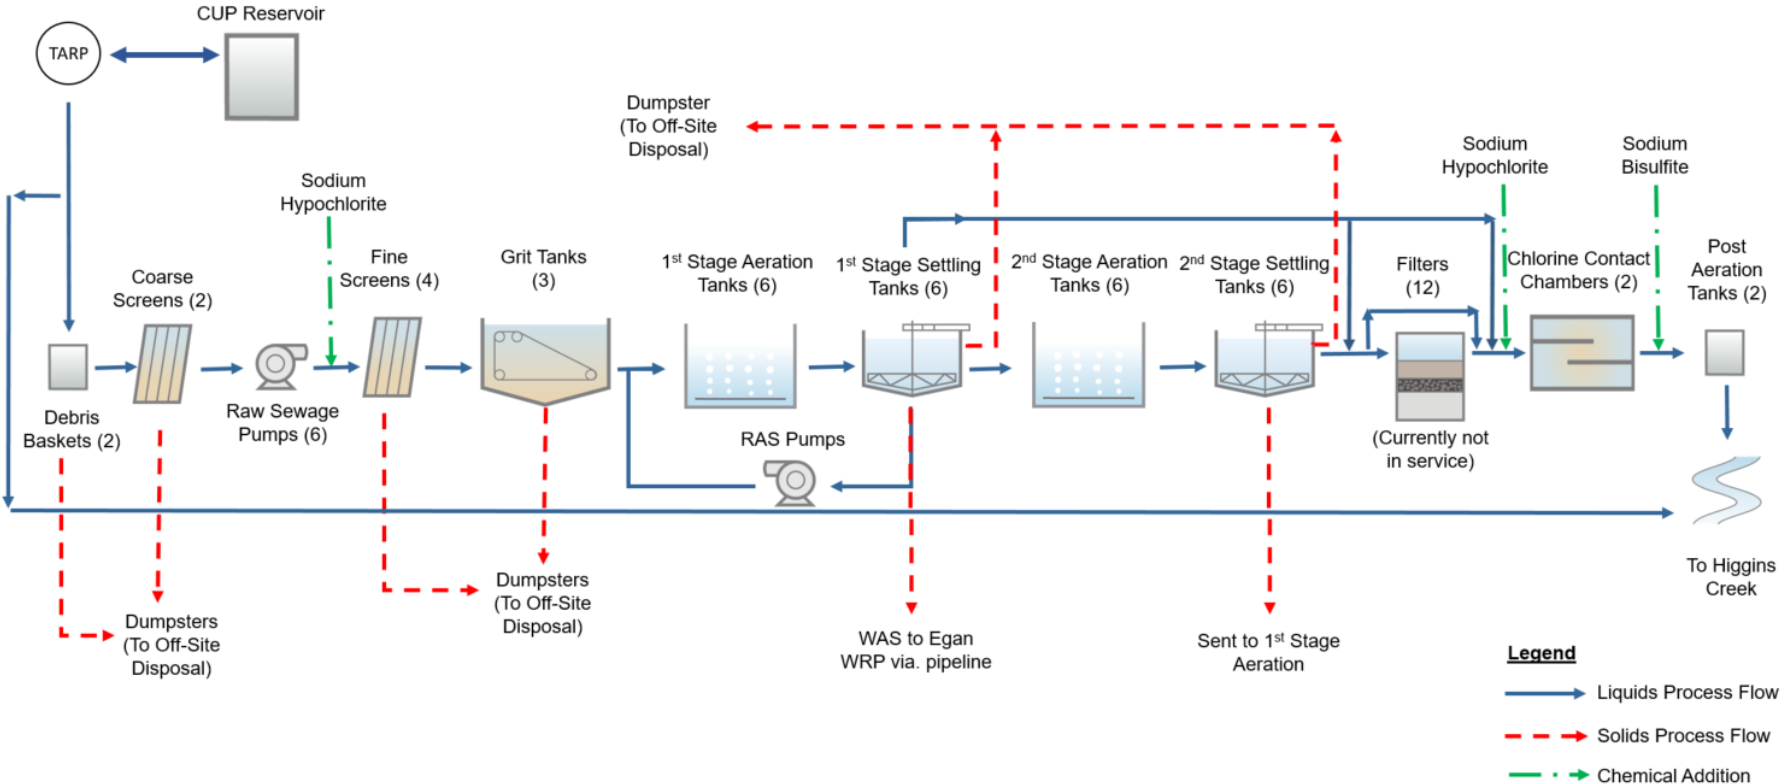 CUP Reservoir
TARP
Dumpster
(To Off-Site
Disposal)
Sodium
Hypochlorite
Sodium
Hypochlorite
Sodium
Bisulfite
Coarse
Screens (2)
Fine
Screens (4)
Grit Tanks
(3)
1st Stage Aeration
Tanks (6)
1st Stage Settling
Tanks (6)
2nd Stage Aeration
Tanks (6)
2nd Stage Settling
Tanks (6)
Filters
(12)
Chlorine Contact
Chambers (2)
Post
Aeration
Tanks (2)
Debris
Baskets (2)
Raw Sewage
Pumps (6)
RAS Pumps
(Currently not
in service)
Dumpsters
(To Off-Site
Disposal)
Dumpsters
(To Off-Site
Disposal)
WAS to Egan
WRP via. pipeline
Sent to 1st Stage
Aeration
To Higgins
Creek
Legend
Liquids Process Flow
Solids Process Flow
Chemical Addition